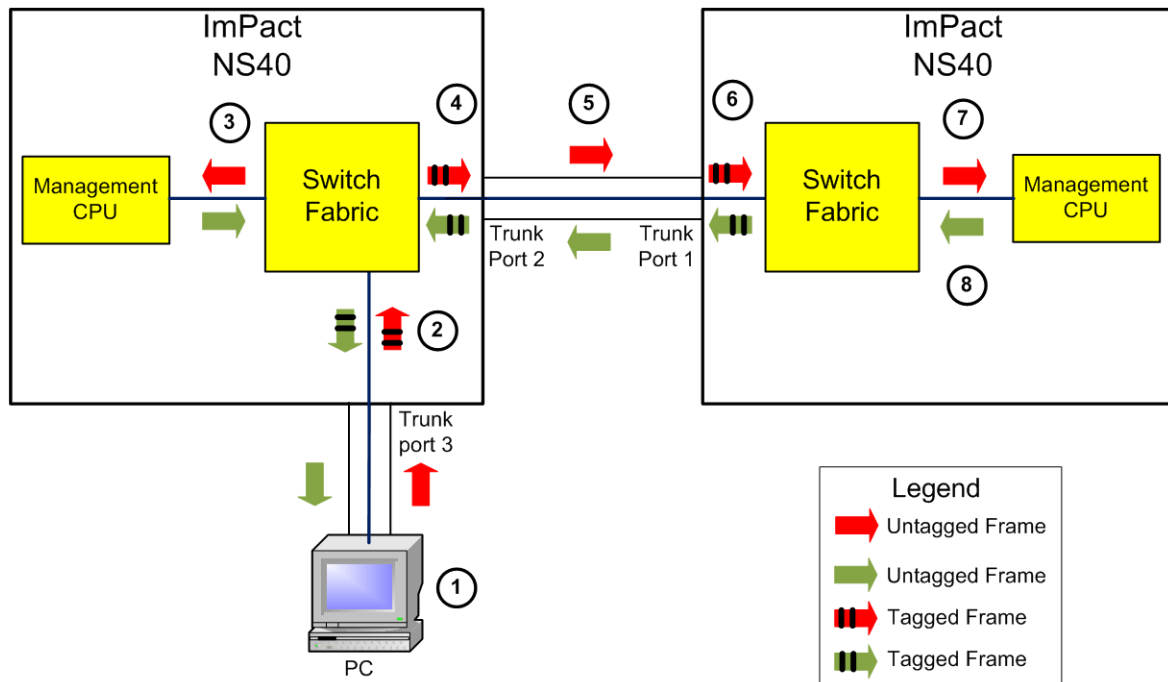 ImPact
NS40
3
4
Management
CPU
Switch
Fabric
2
Trunk
Port 2
5
Trunk
Port 1
ImPact
NS40
6
7
Switch
Fabric
Management
CPU
8
Trunk
port 3
1
PC
Legend
Untagged Frame
Untagged Frame
Tagged Frame
Tagged Frame